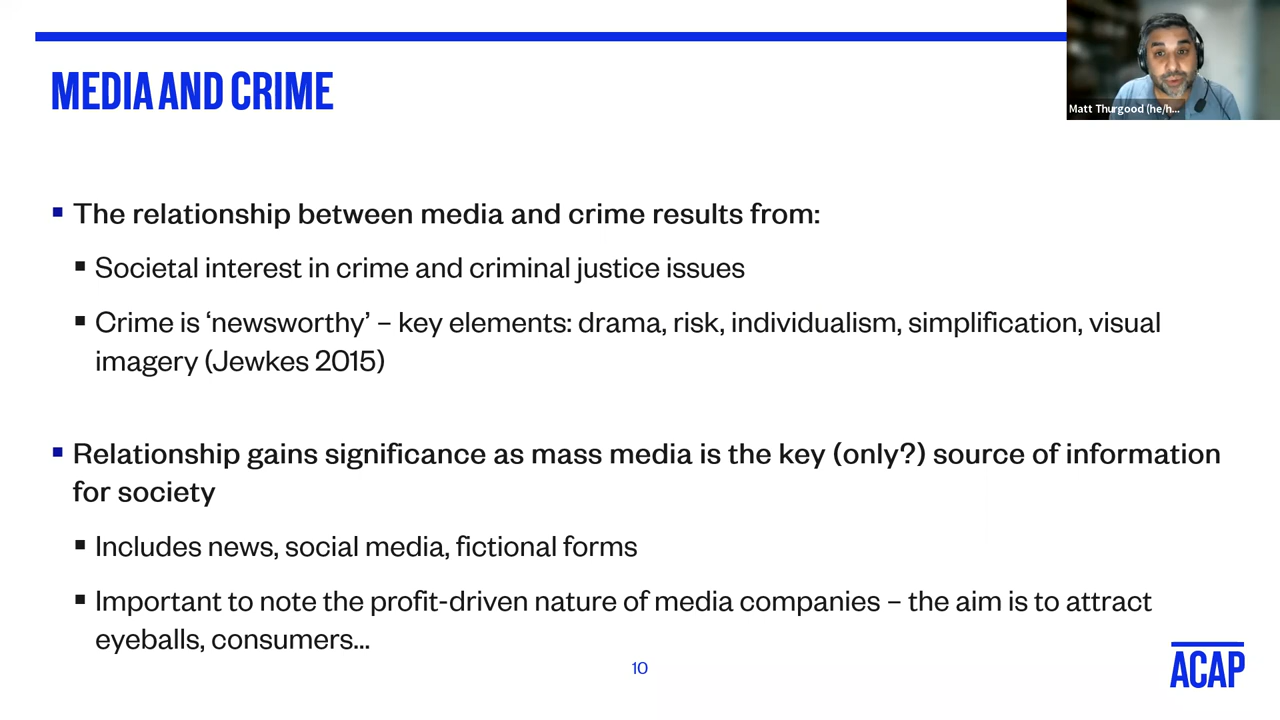 MEDIA AND CRIME
Matt Thurgood (he/h...
▪ The relationship between media and crime results from:
▪ Societal interest in crime and criminal justice issues
▪ Crime is ‘newsworthy’ – key elements: drama, risk, individualism, simplification, visual
imagery (Jewkes 2015)
▪ Relationship gains significance as mass media is the key (only?) source of information
for society
▪ Includes news, social media, fictional forms
▪ Important to note the profit-driven nature of media companies – the aim is to attract
eyeballs, consumers...
10
ACAP